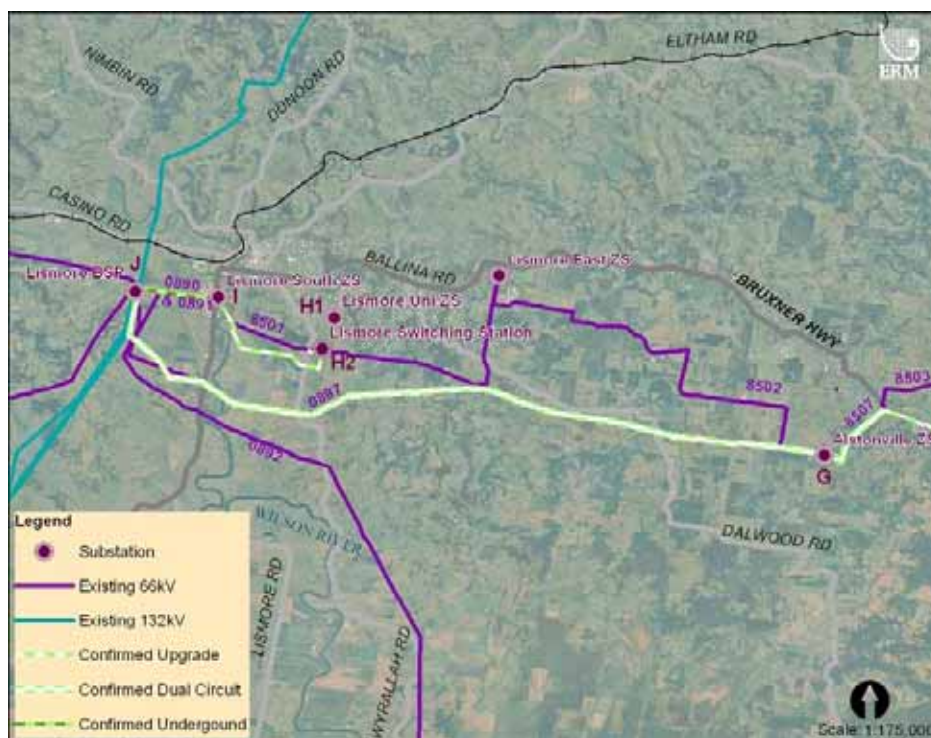 ELTHAM RD
ERM
NIMBIN RD
DUNOON RD
CASINO RD
J
Lismore BSP
0890
& 0891
Lismore South ZS
I
BALLINA RD
Lismore East ZS
BRUXNER HWY
H1
Lismore Uni ZS
8501
Lismore Switching Station
H2
0897
8502
8503
8507
Alstonville ZS
G
0892
DALWOOD RD
WILSON RIVER
LISMORE RD
WYRALLAH RD
Legend
Substation
Existing 66kV
Existing 132kV
Confirmed Upgrade
Confirmed Dual Circuit
Confirmed Undergound
Scale: 1:175,000